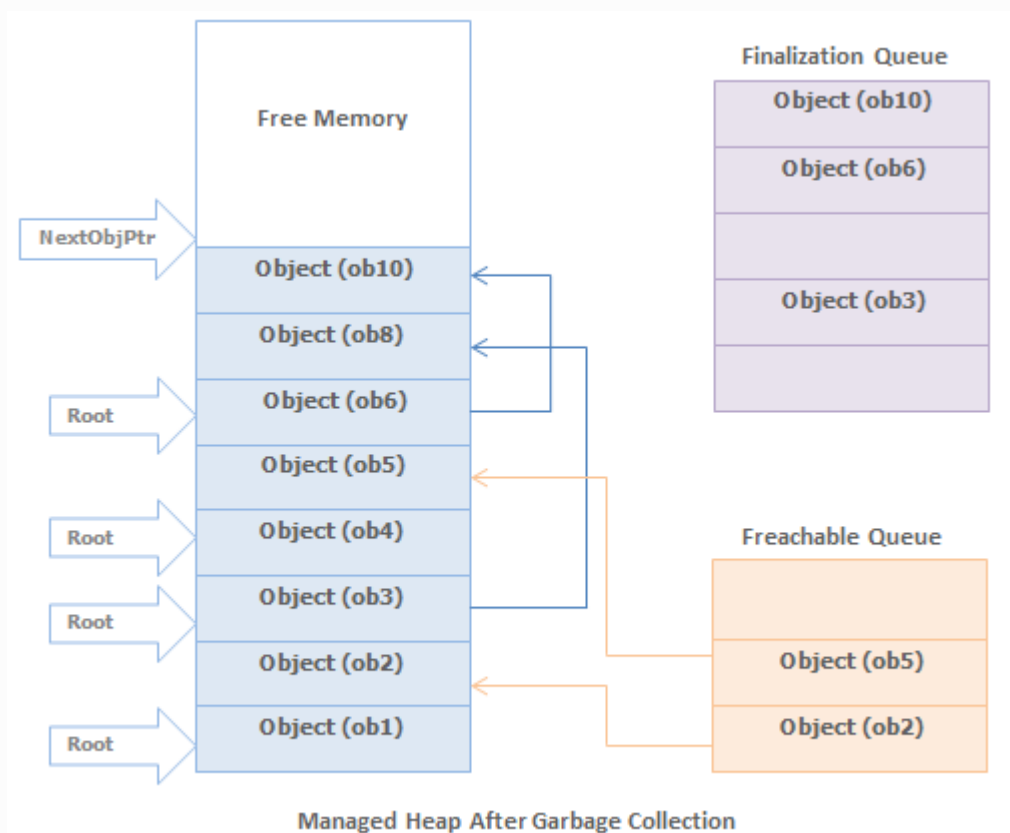 Free Memory
NextObjPtr
Object (ob10)
Object (ob8)
Root
Object (ob6)
Object (ob5)
Root
Object (ob4)
Root
Object (ob3)
Object (ob2)
Root
Object (ob1)
Finalization Queue
Object (ob10)
Object (ob6)
Object (ob3)
Freachable Queue
Object (ob5)
Object (ob2)
Managed Heap After Garbage Collection